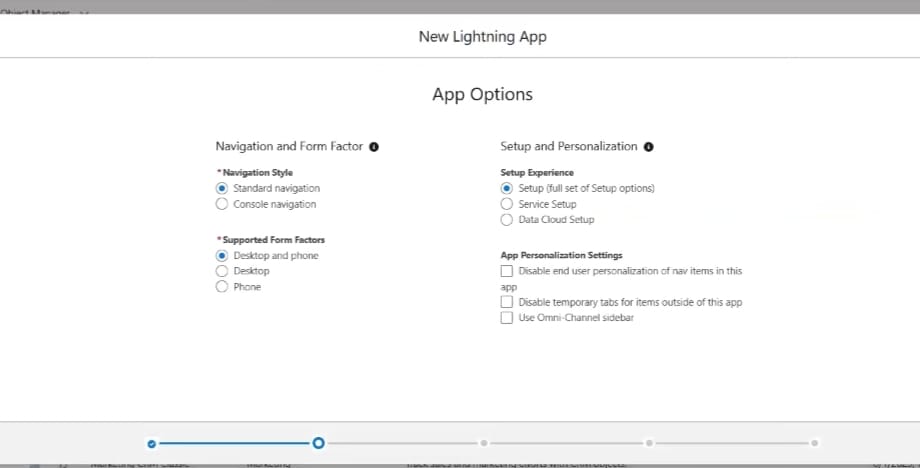 Object Manager
New Lightning App
App Options
Navigation and Form Factor
*Navigation Style
Standard navigation
Console navigation
*Supported Form Factors
Desktop and phone
Desktop
Phone
Setup and Personalization
Setup Experience
Setup (full set of Setup options)
Service Setup
Data Cloud Setup
App Personalization Settings
Disable end user personalization of nav items in this
app
Disable temporary tabs for items outside of this app
Use Omni-Channel sidebar